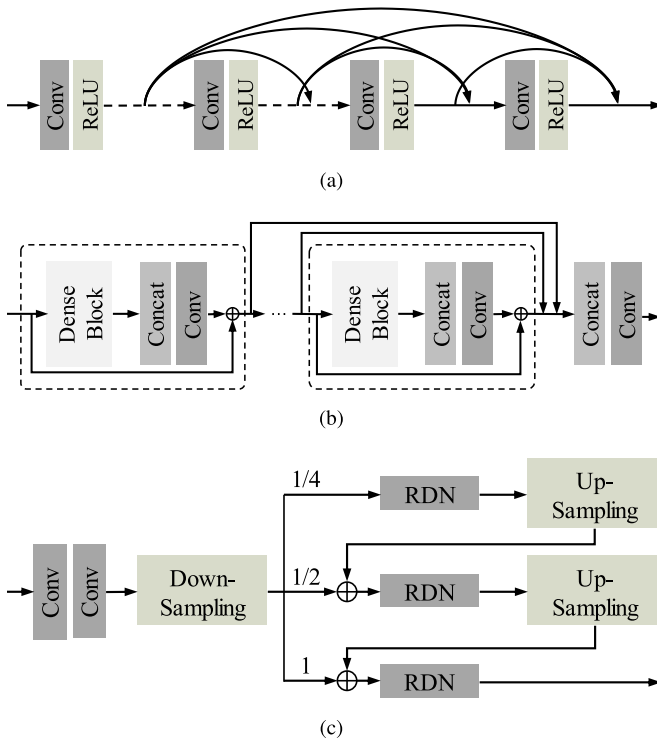 Conv ReLU Conv ReLU Conv ReLU Conv ReLU
(a)
Dense
Block
Concat Conv
...
Dense
Block
Concat Conv
Concat Conv
(b)
Conv Conv
Down-
Sampling
1/4
RDN
Up-
Sampling
1/2
RDN
Up-
Sampling
1
RDN
(c)